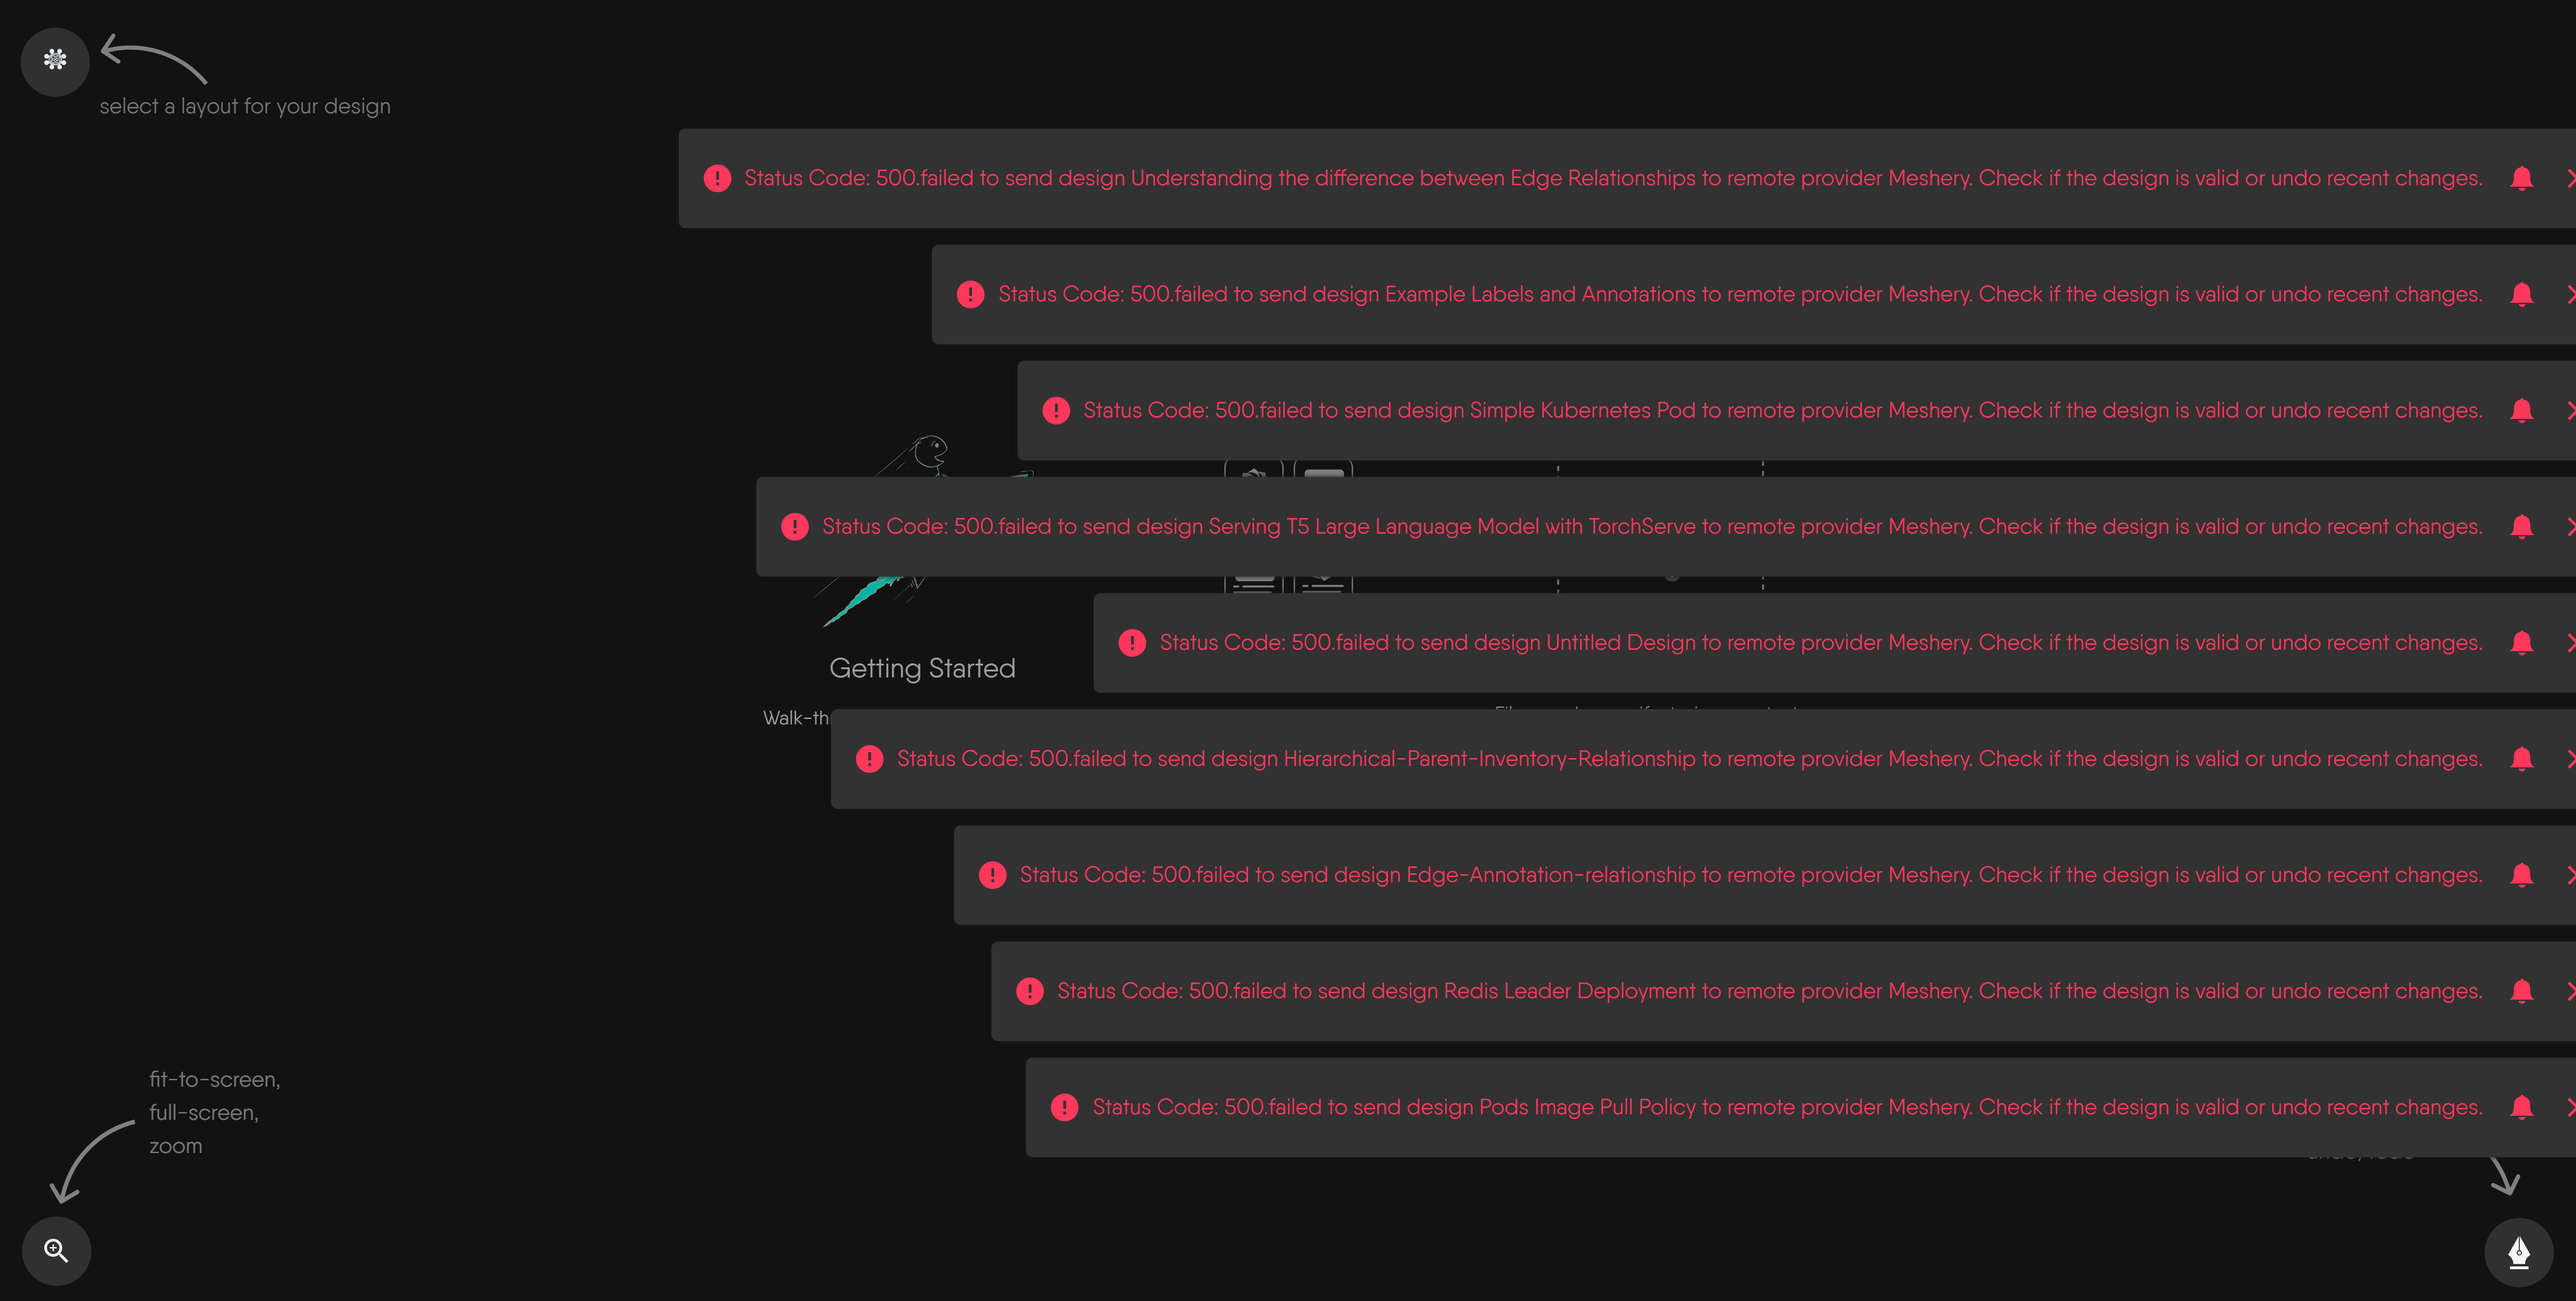 select a layout for your design
Status Code: 500.failed to send design Understanding the difference between Edge Relationships to remote provider Meshery. Check if the design is valid or undo recent changes.
Status Code: 500.failed to send design Example Labels and Annotations to remote provider Meshery. Check if the design is valid or undo recent changes.
Status Code: 500.failed to send design Simple Kubernetes Pod to remote provider Meshery. Check if the design is valid or undo recent changes.
Status Code: 500.failed to send design Serving T5 Large Language Model with TorchServe to remote provider Meshery. Check if the design is valid or undo recent changes.
Status Code: 500.failed to send design Untitled Design to remote provider Meshery. Check if the design is valid or undo recent changes.
Getting Started
Status Code: 500.failed to send design Hierarchical-Parent-Inventory-Relationship to remote provider Meshery. Check if the design is valid or undo recent changes.
Status Code: 500.failed to send design Edge-Annotation-relationship to remote provider Meshery. Check if the design is valid or undo recent changes.
Status Code: 500.failed to send design Redis Leader Deployment to remote provider Meshery. Check if the design is valid or undo recent changes.
Status Code: 500.failed to send design Pods Image Pull Policy to remote provider Meshery. Check if the design is valid or undo recent changes.
fit-to-screen,
full-screen,
zoom